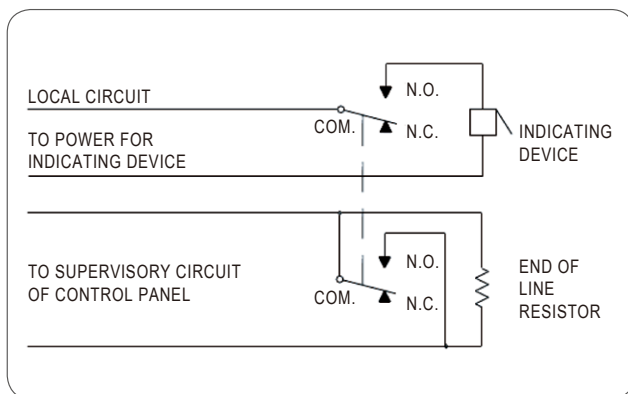 LOCAL CIRCUIT
N.O.
COM.
N.C.
TO POWER FOR
INDICATING DEVICE
INDICATING
DEVICE
TO SUPERVISORY CIRCUIT
OF CONTROL PANEL
N.O.
COM.
N.C.
END OF
LINE
RESISTOR